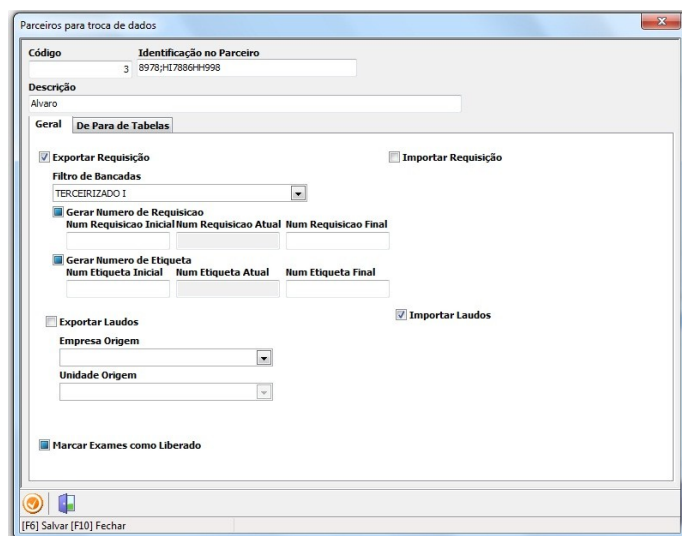 Parceiros para troca de dados
Código Identificação no Parceiro
3 8978;HI7886HH998
Descrição
Alvaro
Geral De Para de Tabelas
Exportar Requisição Importar Requisição
Filtro de Bancadas
TERCEIRIZADO I
Gerar Numero de Requisicao
Num Requisicao Inicial Num Requisicao Atual Num Requisicao Final
Gerar Numero de Etiqueta
Num Etiqueta Inicial Num Etiqueta Atual Num Etiqueta Final
Exportar Laudos Importar Laudos
Empresa Origem
Unidade Origem
Marcar Exames como Liberado
[F6] Salvar [F10] Fechar